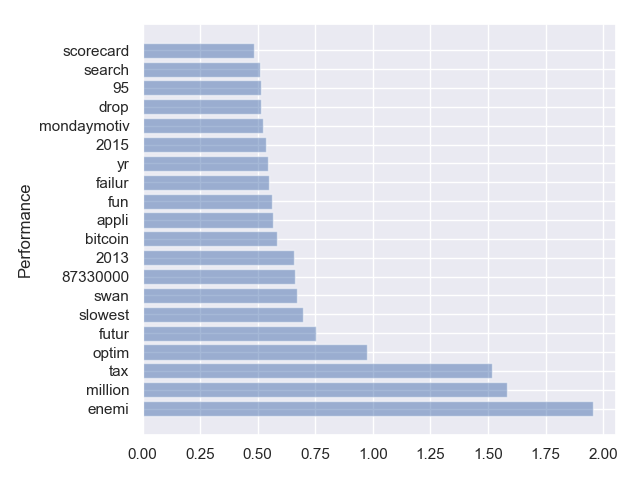 scorecard
search
95
drop
mondaymotiv
2015
yr
failur
fun
appli
bitcoin
2013
87330000
swan
slowest
futur
optim
tax
million
enemi
Performance
0.00 0.25 0.50 0.75 1.00 1.25 1.50 1.75 2.00